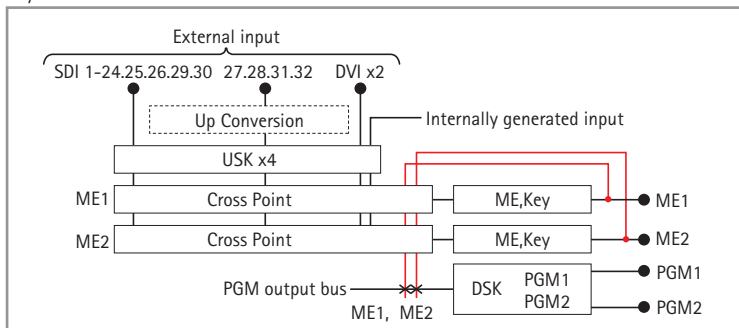 External input
SDI 1-24.25.26.29.30 27.28.31.32 DVI x2
Up Conversion
Internally generated input
USK x4
ME1 Cross Point ME,Key ME1
ME2 Cross Point ME,Key ME2
PGM output bus DSK PGM1 PGM1
PGM2 PGM2
ME1, ME2